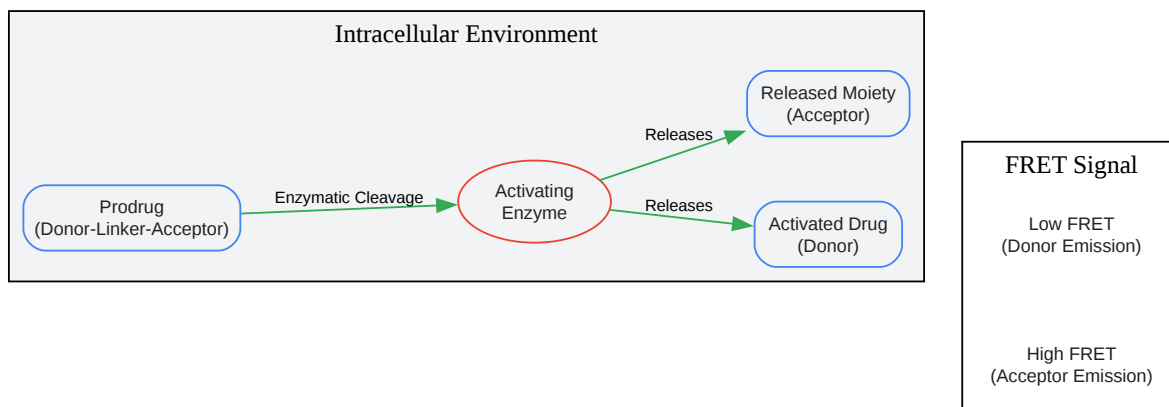 Intracellular Environment
Released Moiety
(Acceptor)
Releases
Prodrug
(Donor-Linker-Acceptor)
Enzymatic Cleavage
Activating
Enzyme
Releases
Activated Drug
(Donor)
FRET Signal
Low FRET
(Donor Emission)
High FRET
(Acceptor Emission)